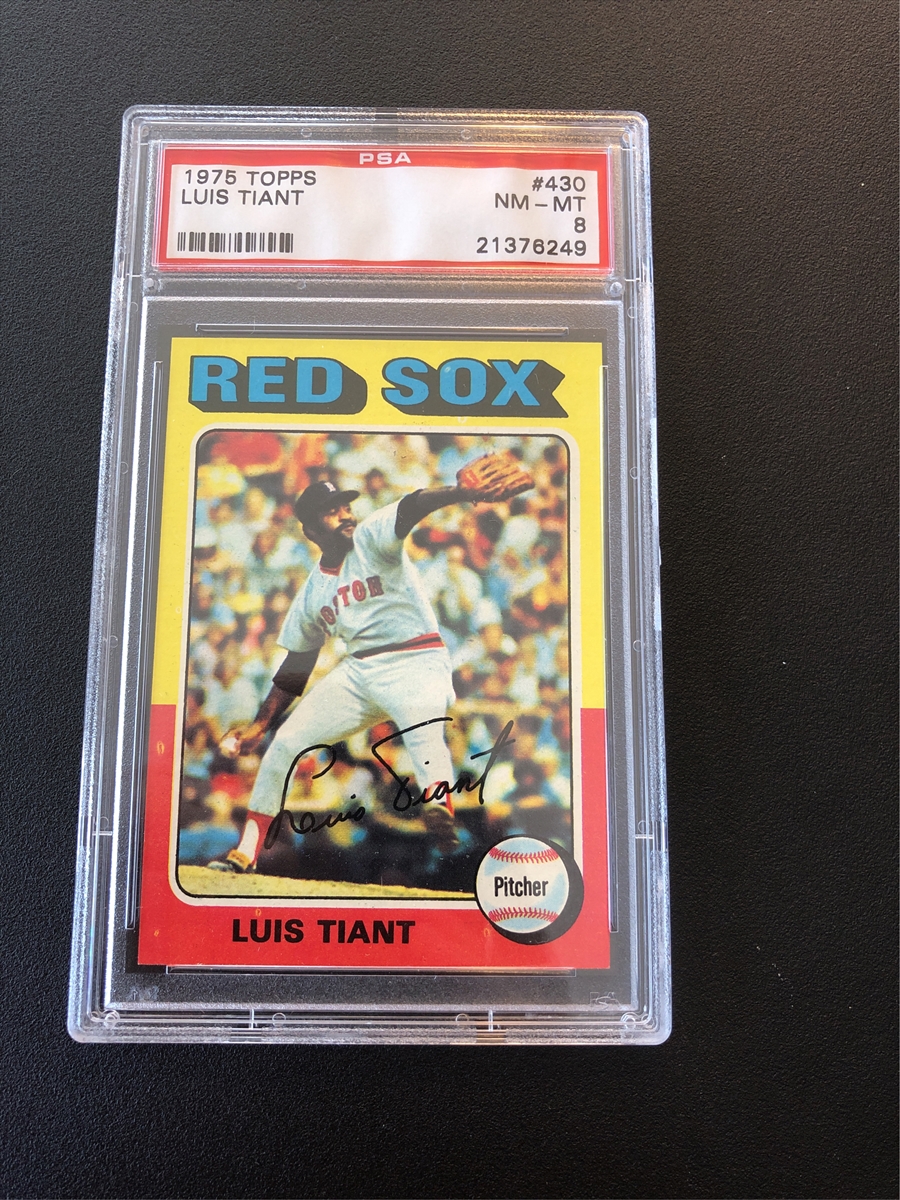 PSA
1975 TOPPS #430
LUIS TIANT NM-MT
8
21376249
RED SOX
BOSTON
Luis Tiant
Pitcher
LUIS TIANT